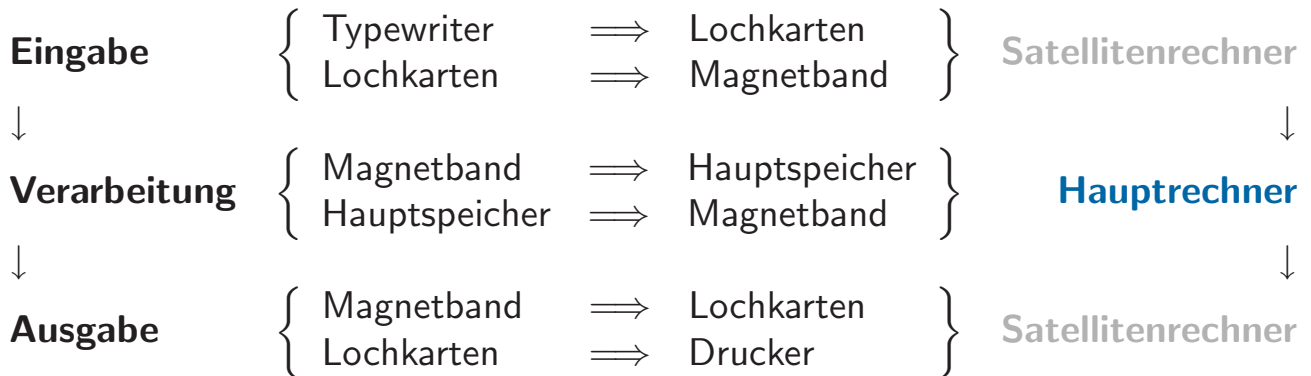 Typewriter ⟹ Lochkarten
Eingabe { } Satellitenrechner
Lochkarten ⟹ Magnetband
↓ ↓
Magnetband ⟹ Hauptspeicher
Verarbeitung { } Hauptrechner
Hauptspeicher ⟹ Magnetband
↓ ↓
Magnetband ⟹ Lochkarten
Ausgabe { } Satellitenrechner
Lochkarten ⟹ Drucker